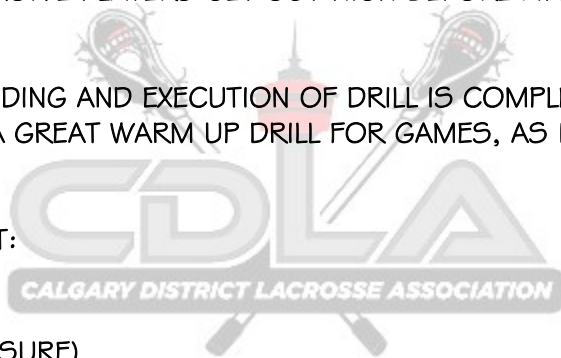 DING AND EXECUTION OF DRILL IS
A GREAT WARM UP DRILL FOR GAMES, AS
T:
CDLA
CALGARY DISTRICT LACROSSE ASSOCIATION
SURE)